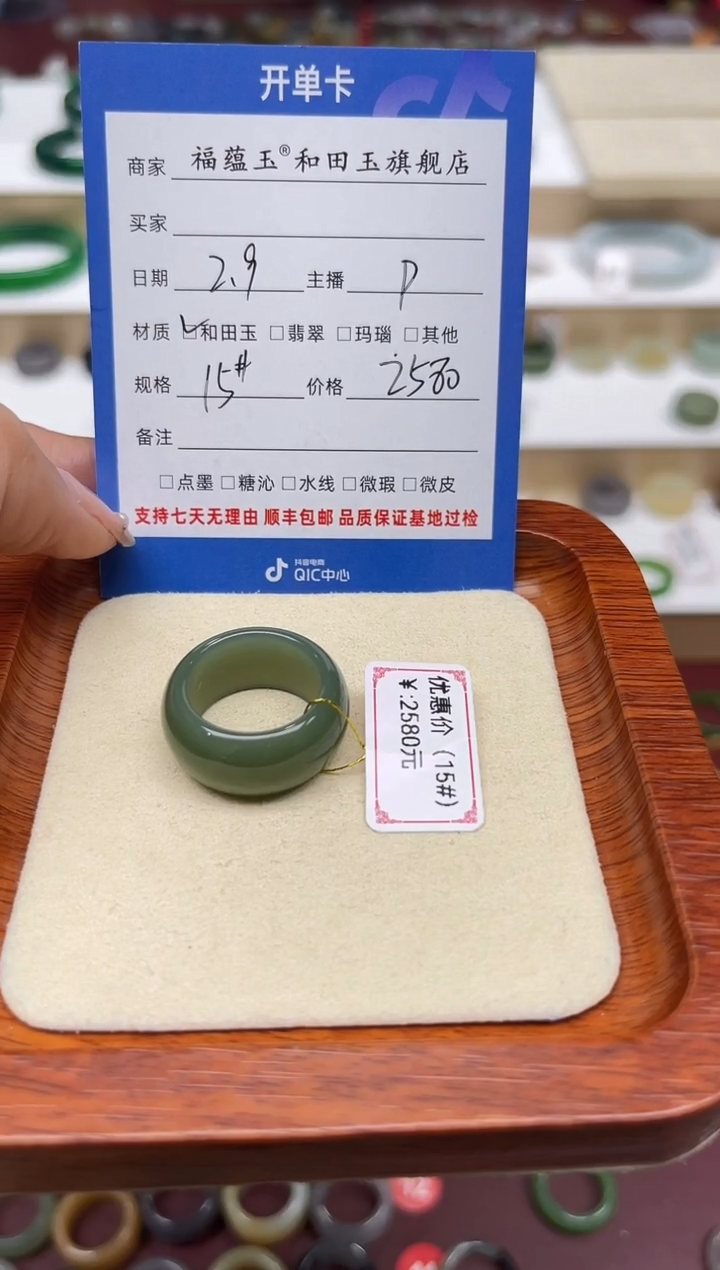 开单卡
商家 福蕴玉®和田玉旗舰店
买家
日期 2.9 主播 P
材质 ☑和田玉 □翡翠 □玛瑙 □其他
规格 15# 价格 2580
备注
□点墨 □糖沁 □水线 □微瑕 □微皮
支持七天无理由 顺丰包邮 品质保证基地过检
抖音电商
QIC中心
优惠价（15#）
￥:2580元